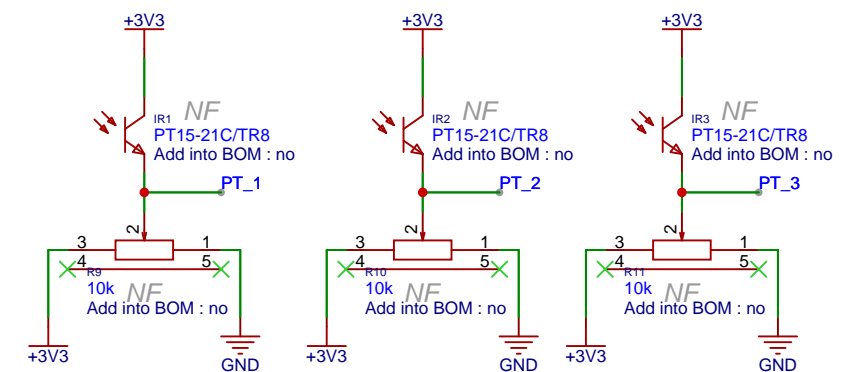 +3V3
+3V3
+3V3
NF
IR1
PT15-21C/TR8
Add into BOM : no
NF
IR2
PT15-21C/TR8
Add into BOM : no
NF
IR3
PT15-21C/TR8
Add into BOM : no
PT_1
PT_2
PT_3
2
3
1
4
5
R9
10k
NF
Add into BOM : no
2
3
1
4
5
R10
10k
NF
Add into BOM : no
2
3
1
4
5
R11
10k
NF
Add into BOM : no
+3V3
GND
+3V3
GND
+3V3
GND